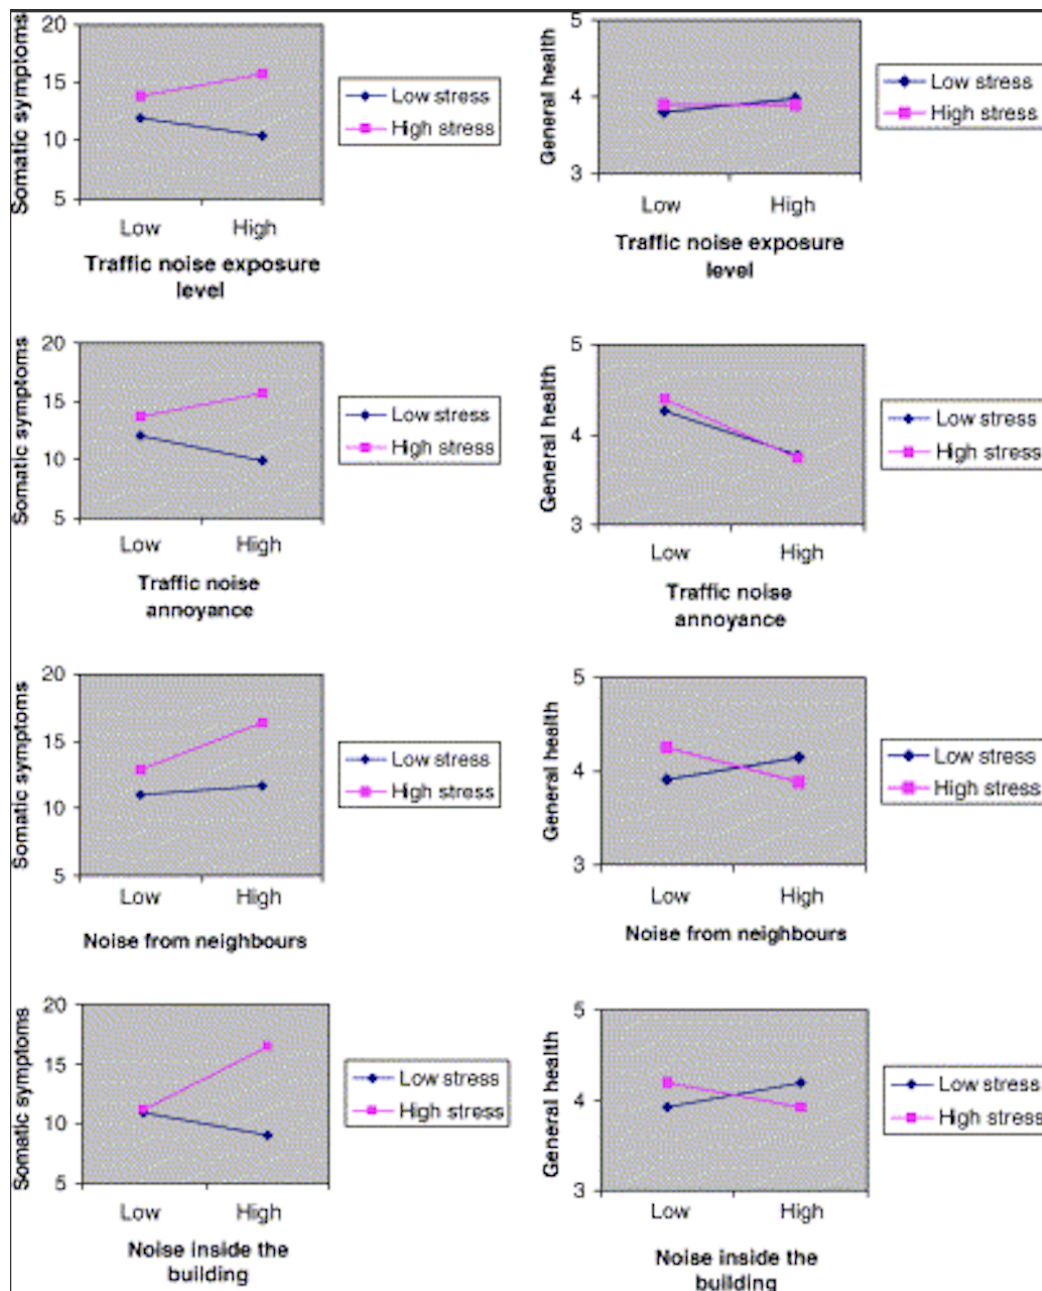 20
15
10
5
Somatic symptoms
Low
High
Traffic noise exposure
level
Low stress
High stress
5
4
3
General health
Low
High
Traffic noise exposure
level
Low stress
High stress
20
15
10
5
Somatic symptoms
Low
High
Traffic noise
annoyance
Low stress
High stress
5
4
3
General health
Low
High
Traffic noise
annoyance
Low stress
High stress
20
15
10
5
Somatic symptoms
Low
High
Noise from neighbours
Low stress
High stress
5
4
3
General health
Low
High
Noise from neighbours
Low stress
High stress
20
15
10
5
Somatic symptoms
Low
High
Noise inside the
building
Low stress
High stress
5
4
3
General health
Low
High
Noise inside the
building
Low stress
High stress